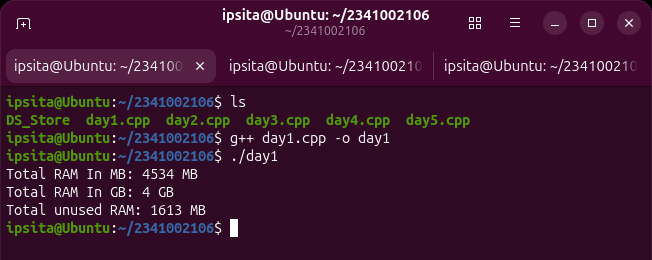 ipsita@Ubuntu: ~/2341002106
~/2341002106
ipsita@Ubuntu: ~/23410 ipsita@Ubuntu: ~/23410021 ipsita@Ubuntu: ~/23410021
ipsita@Ubuntu:~/2341002106$ ls
DS_Store day1.cpp day2.cpp day3.cpp day4.cpp day5.cpp
ipsita@Ubuntu:~/2341002106$ g++ day1.cpp -o day1
ipsita@Ubuntu:~/2341002106$ ./day1
Total RAM In MB: 4534 MB
Total RAM In GB: 4 GB
Total unused RAM: 1613 MB
ipsita@Ubuntu:~/2341002106$